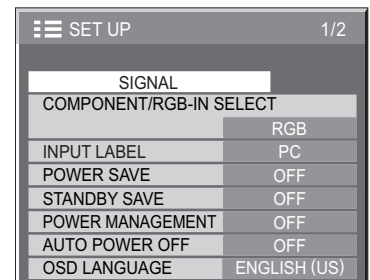 SET UP 1/2
SIGNAL
COMPONENT/RGB-IN SELECT
RGB
INPUT LABEL PC
POWER SAVE OFF
STANDBY SAVE OFF
POWER MANAGEMENT OFF
AUTO POWER OFF OFF
OSD LANGUAGE ENGLISH (US)